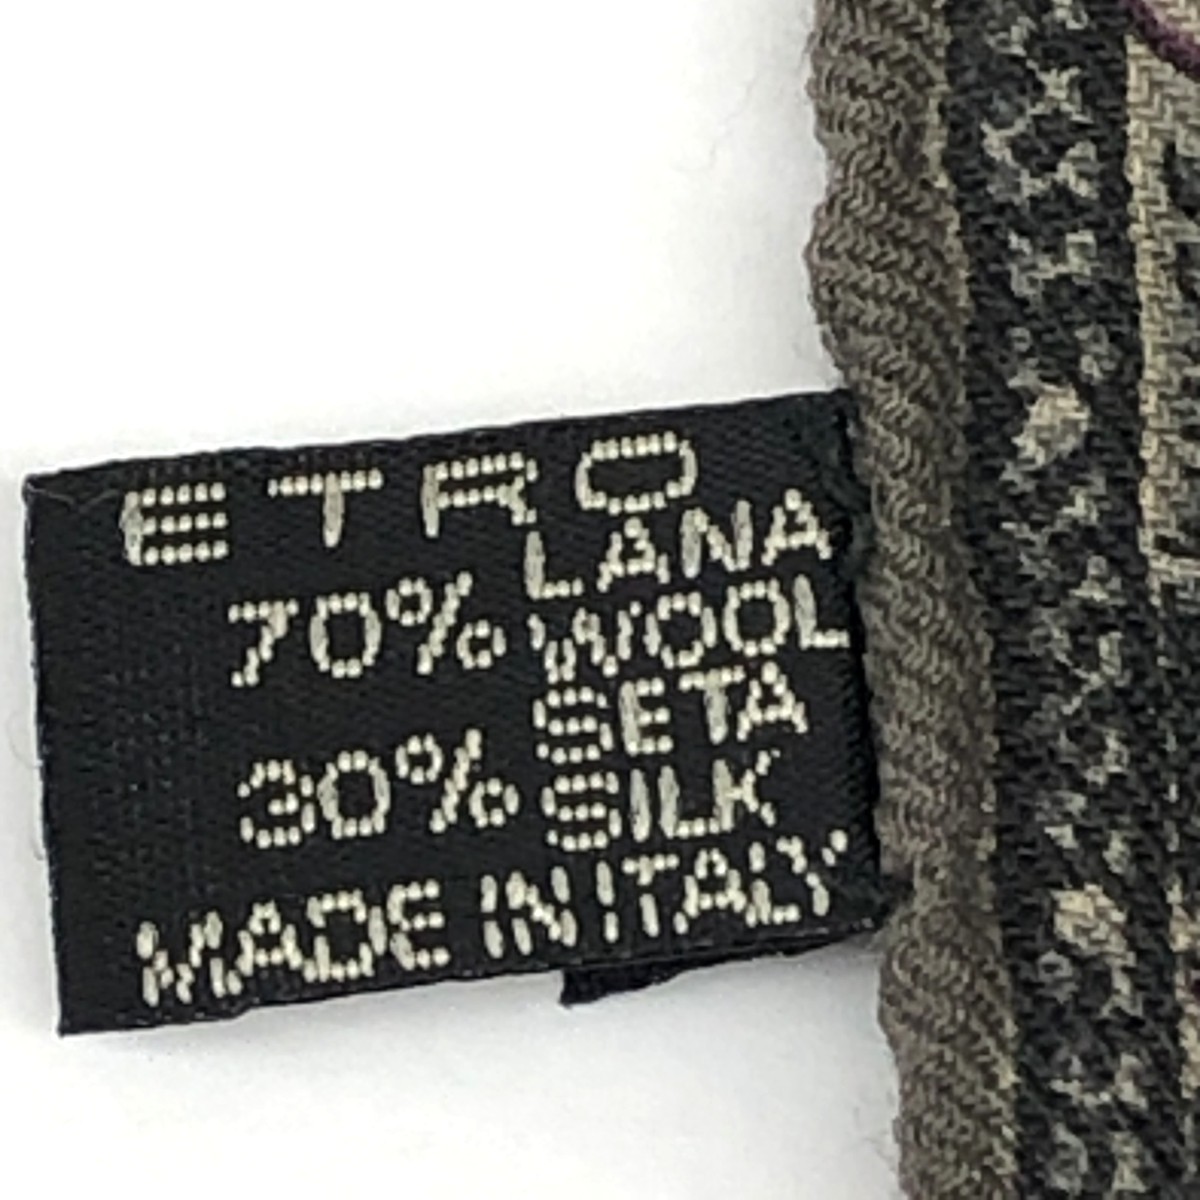 ETRO
LANA
70% WOOL
SETA
30% SILK
MADE IN ITALY